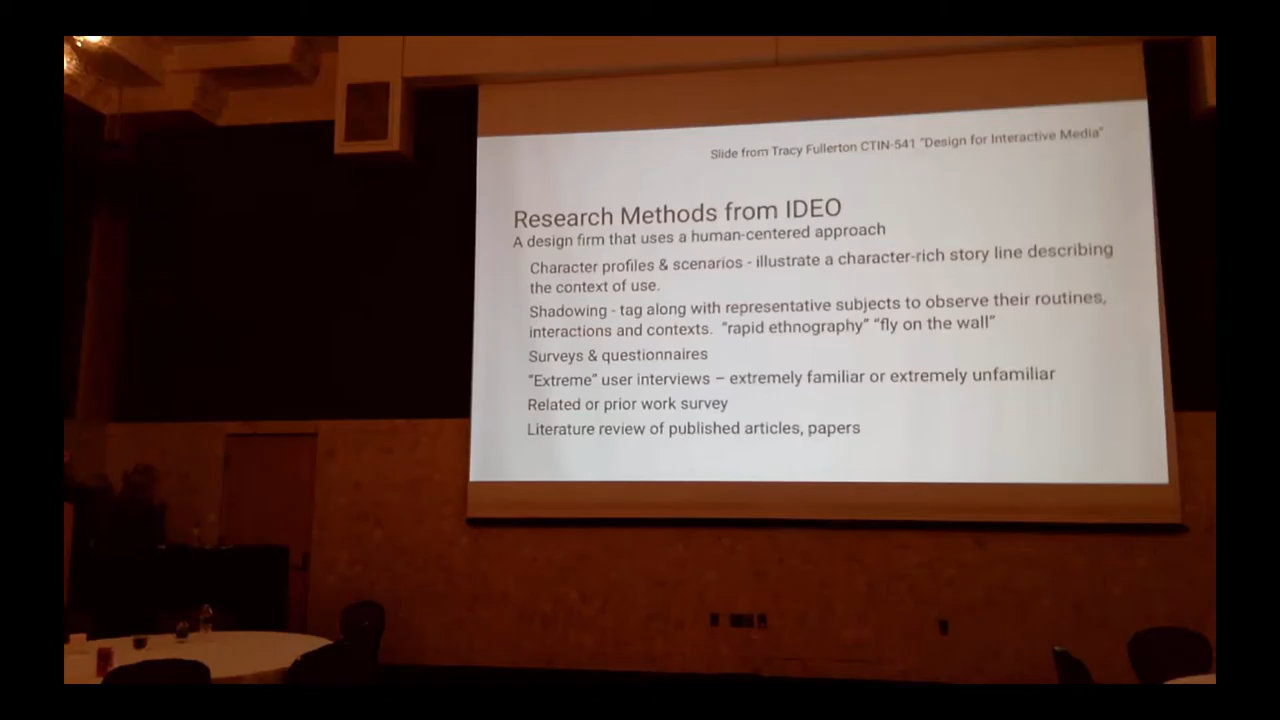 Slide from Tracy Fullerton CTIN-541 "Design for Interactive Media"
Research Methods from IDEO
A design firm that uses a human-centered approach
Character profiles & scenarios - illustrate a character-rich story line describing
the context of use.
Shadowing - tag along with representative subjects to observe their routines,
interactions and contexts. "rapid ethnography" "fly on the wall"
Surveys & questionnaires
"Extreme" user interviews – extremely familiar or extremely unfamiliar
Related or prior work survey
Literature review of published articles, papers